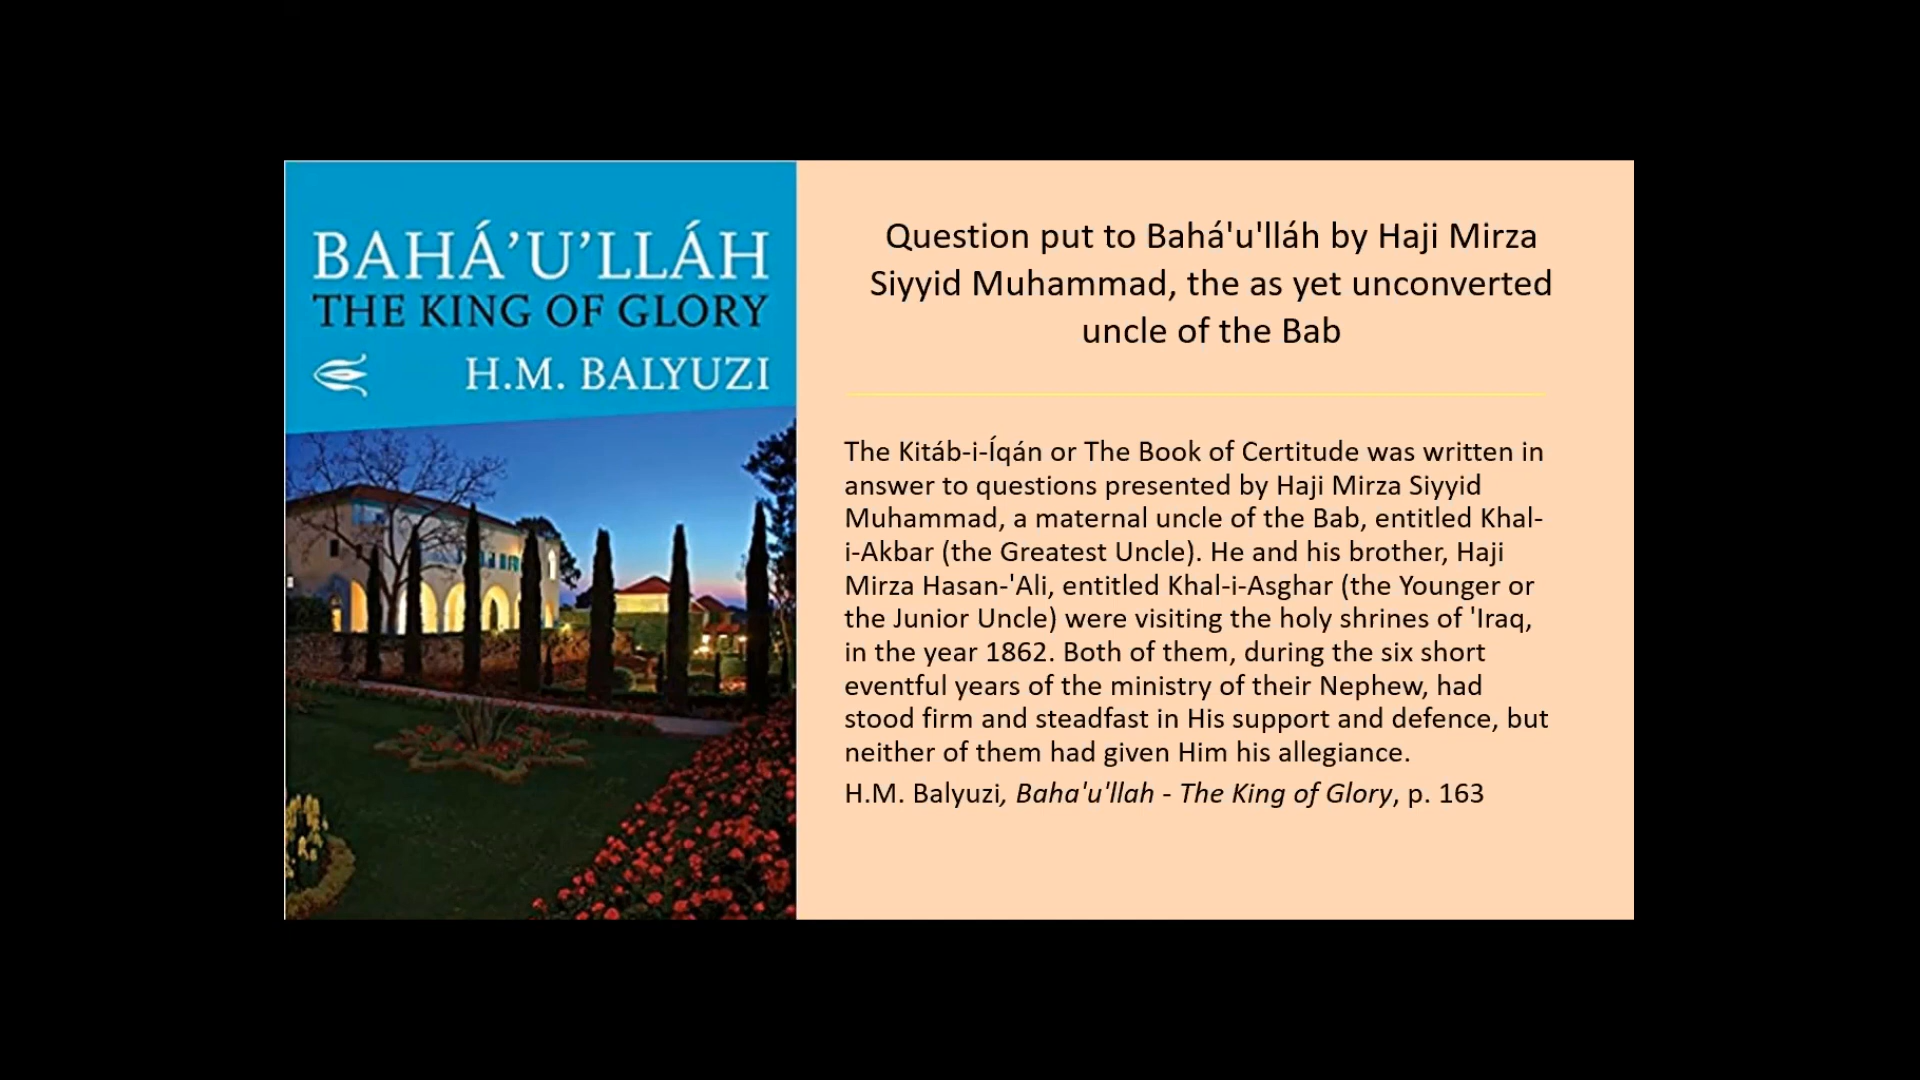 BAHÁ’U’LLÁH
THE KING OF GLORY
H.M. BALYUZI
Question put to Bahá'u'lláh by Haji Mirza
Siyyid Muhammad, the as yet unconverted
uncle of the Bab
The Kitáb-i-Íqán or The Book of Certitude was written in
answer to questions presented by Haji Mirza Siyyid
Muhammad, a maternal uncle of the Bab, entitled Khal-
i-Akbar (the Greatest Uncle). He and his brother, Haji
Mirza Hasan-'Ali, entitled Khal-i-Asghar (the Younger or
the Junior Uncle) were visiting the holy shrines of 'Iraq,
in the year 1862. Both of them, during the six short
eventful years of the ministry of their Nephew, had
stood firm and steadfast in His support and defence, but
neither of them had given Him his allegiance.
H.M. Balyuzi, Baha'u'llah - The King of Glory, p. 163